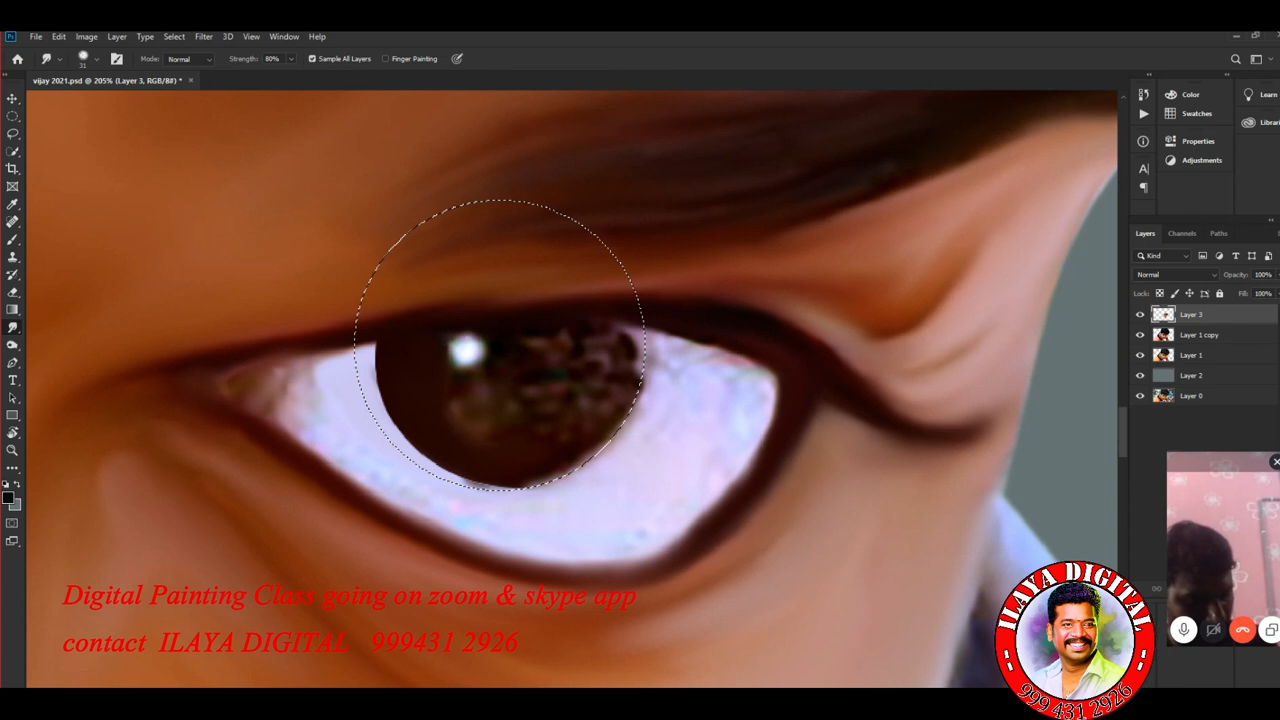 Ps File Edit Image Layer Type Select Filter 3D View Window Help
31 Mode: Normal Strength: 80% Sample All Layers Finger Painting
vijay 2021.psd @ 205% (Layer 3, RGB/8#) * ×
Color Learn
Swatches
Properties
Adjustments
Layers Channels Paths
Kind
Normal Opacity: 100%
Lock: Fill: 100%
Layer 3
Layer 1 copy
Layer 1
Layer 2
Layer 0
Digital Painting Class going on zoom & skype app
contact ILAYA DIGITAL 999431 2926
ILAYA DIGITAL
999 431 2926